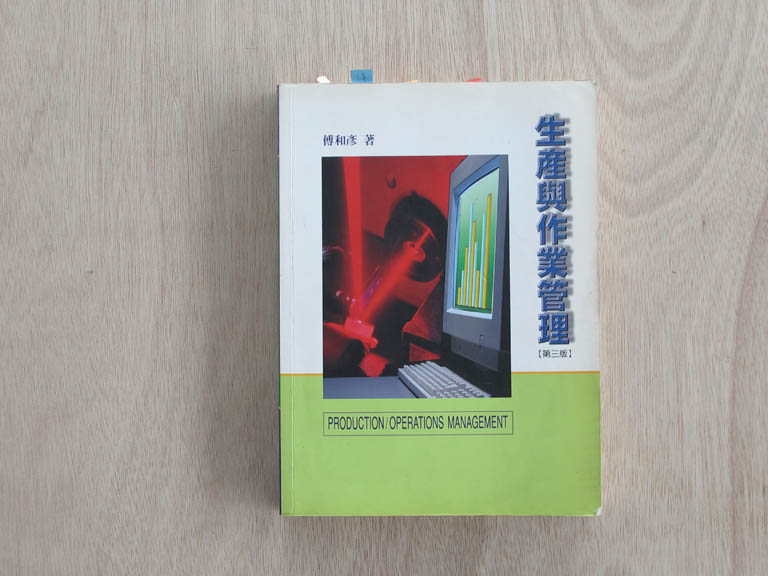 傅和彥 著
生產與作業管理
【第三版】
PRODUCTION/OPERATIONS MANAGEMENT